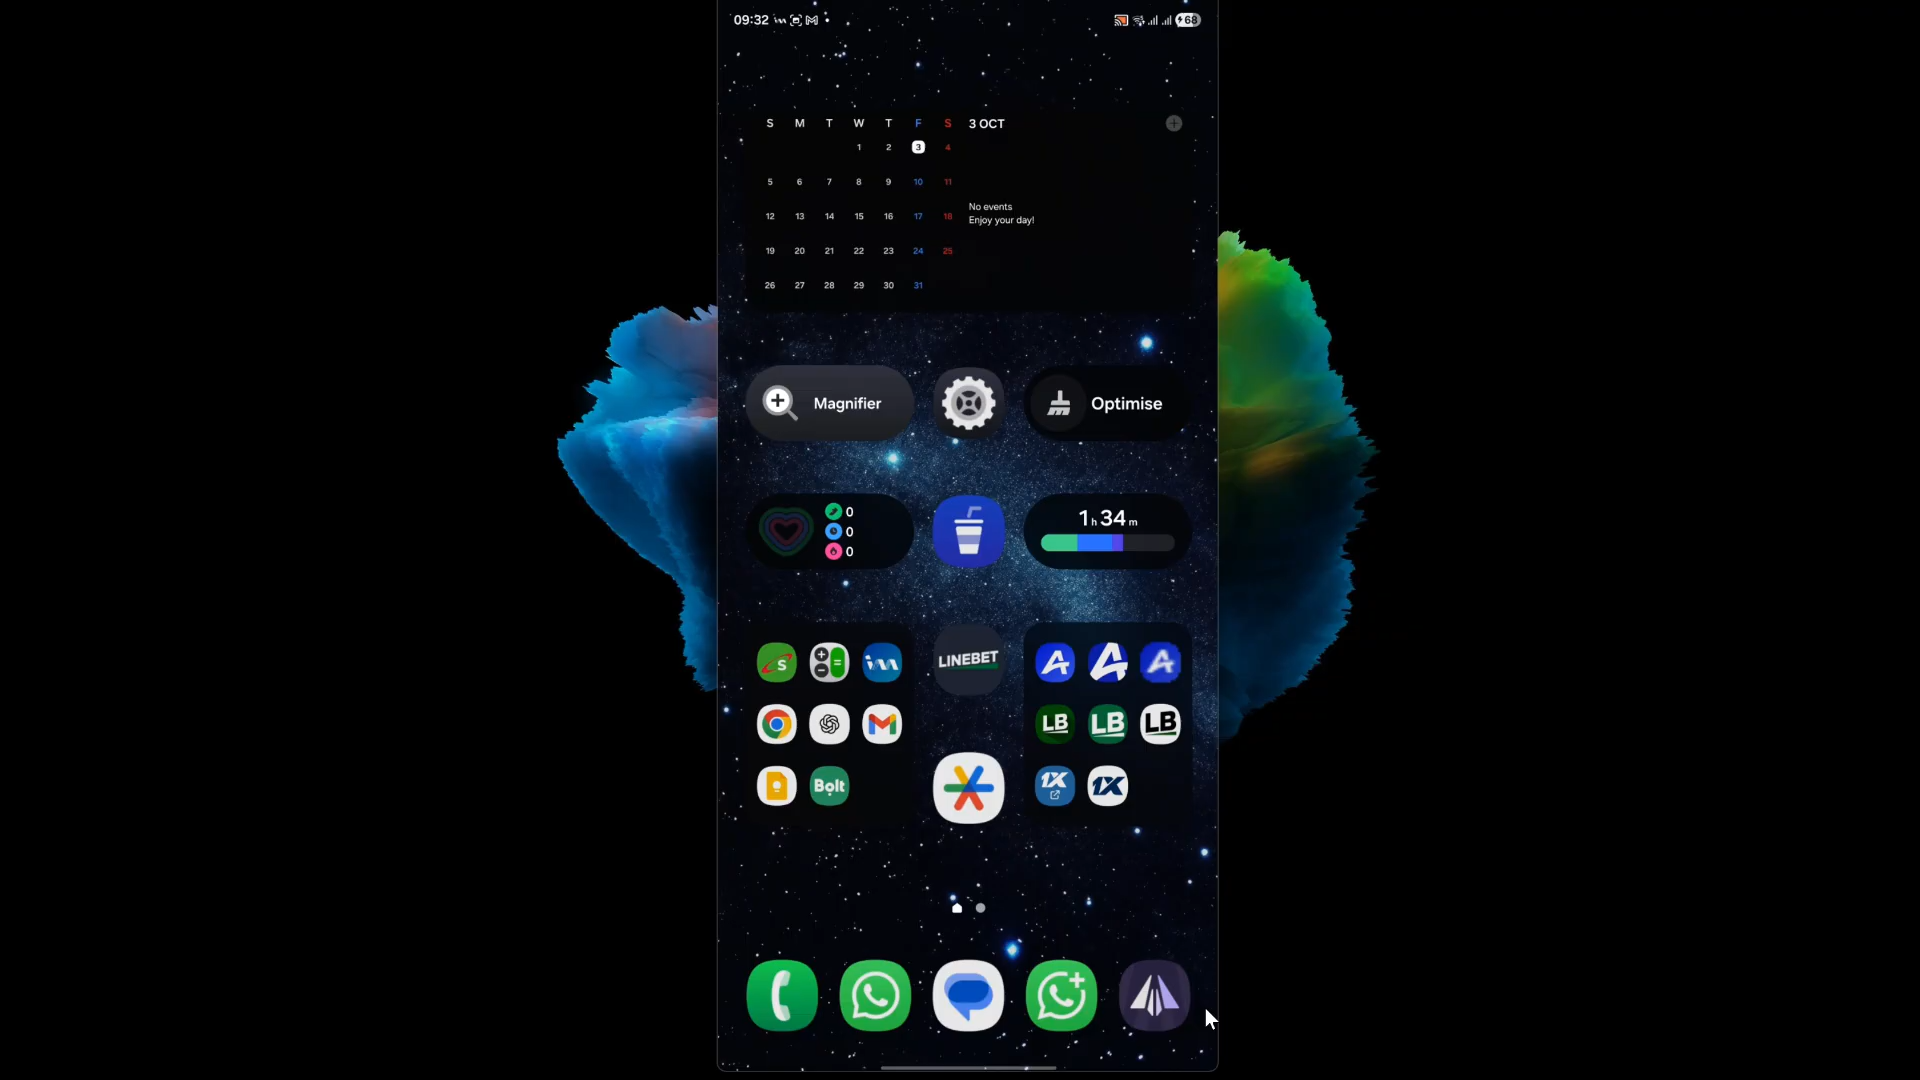 09:32
68
S M T W T F S 3 OCT
1 2 3 4
5 6 7 8 9 10 11
No events
12 13 14 15 16 17 18
Enjoy your day!
19 20 21 22 23 24 25
26 27 28 29 30 31
Magnifier
Optimise
0
0
0
1h 34m
S
LINEBET
LB LB LB
Bolt
1X 1X